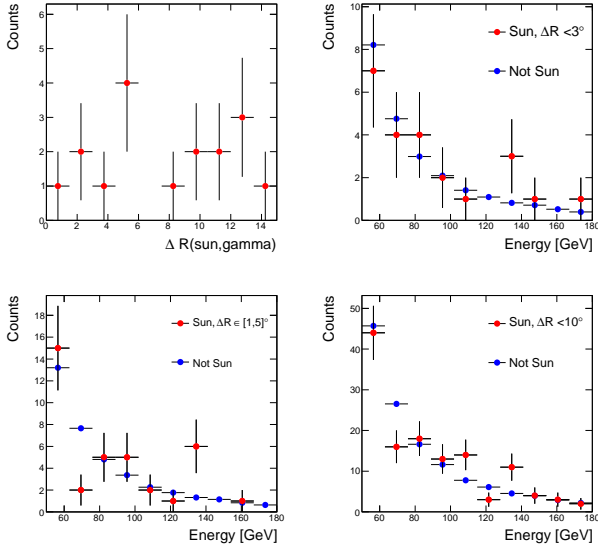 Counts
6
5
4
3
2
1
0
0 2 4 6 8 10 12 14
Δ R(sun,gamma)
Counts
10
8
6
4
2
0
Sun, ΔR <3°
Not Sun
60 80 100 120 140 160 180
Energy [GeV]
Counts
18
16
14
12
10
8
6
4
2
0
Sun, ΔR ∈ [1,5]°
Not Sun
60 80 100 120 140 160 180
Energy [GeV]
Counts
50
40
30
20
10
0
Sun, ΔR <10°
Not Sun
60 80 100 120 140 160 180
Energy [GeV]